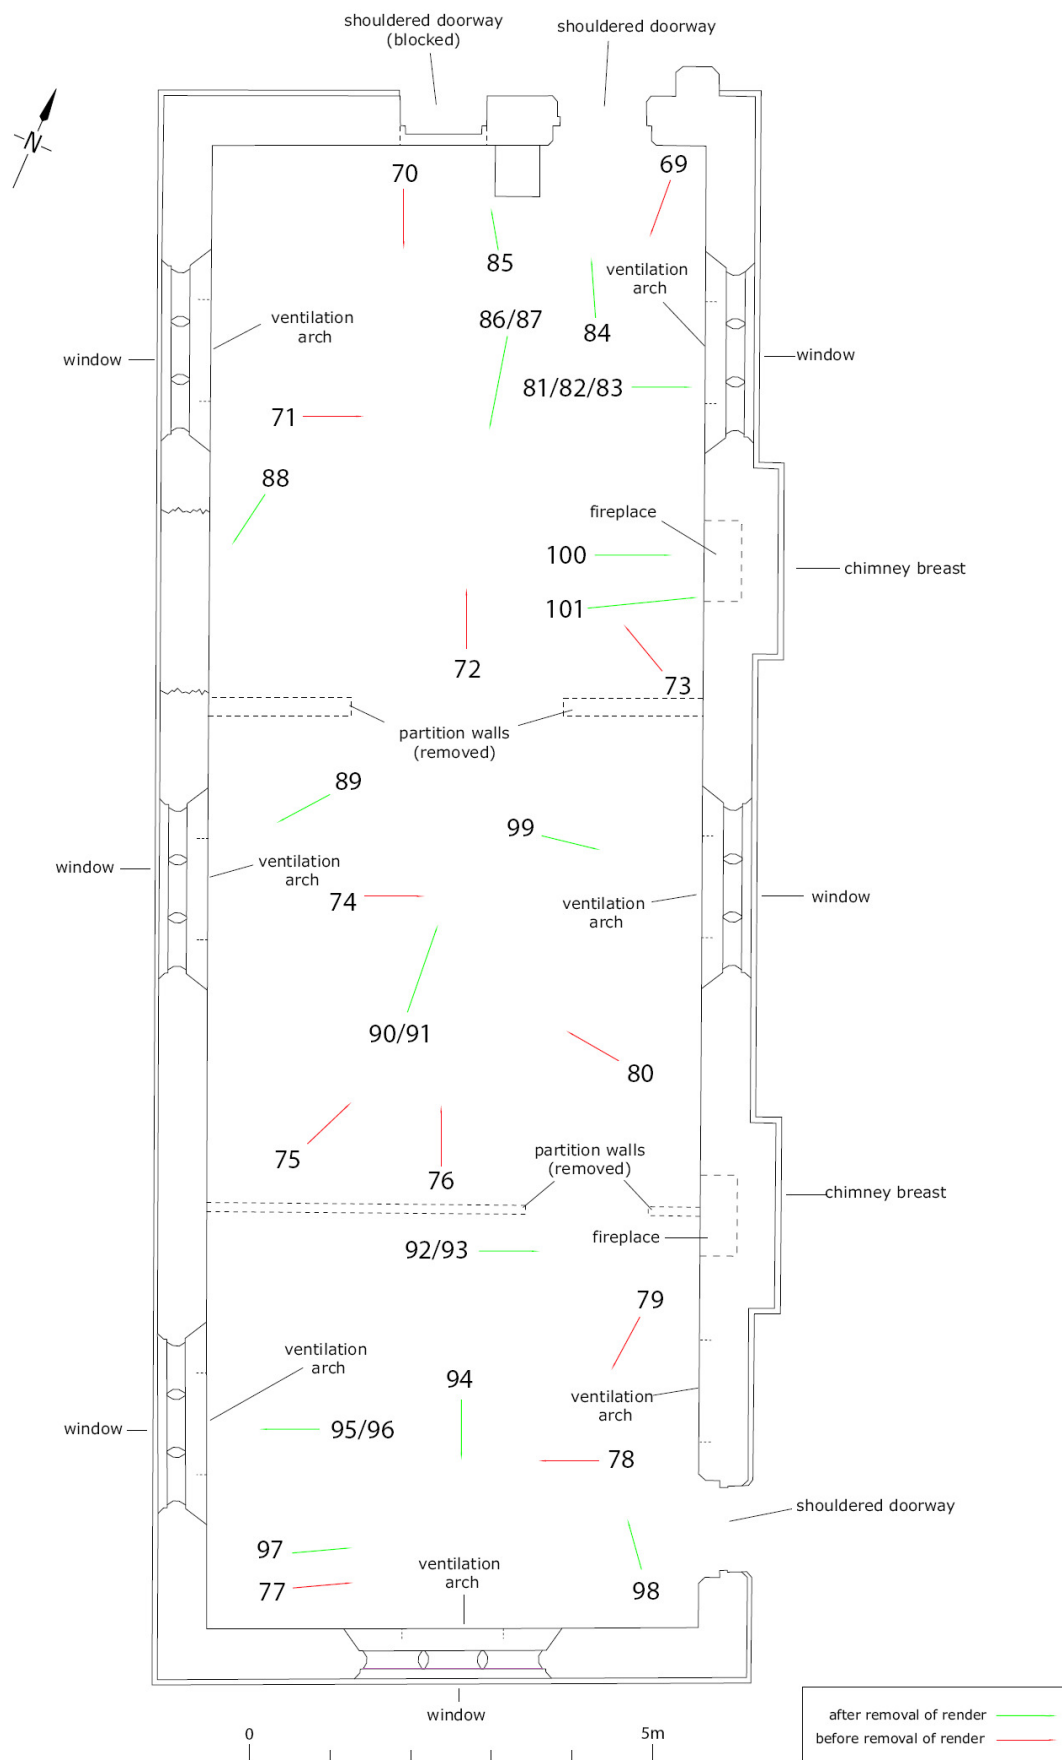 shouldered doorway
(blocked)
shouldered doorway
N
70
69
85
ventilation
arch
86/87
ventilation
arch
84
window
window
81/82/83
71
88
fireplace
100
chimney breast
101
72
73
partition walls
(removed)
89
99
window
ventilation
arch
74
ventilation
arch
window
90/91
80
75
partition walls
(removed)
76
chimney breast
92/93
fireplace
79
ventilation
arch
94
ventilation
arch
window
95/96
78
shouldered doorway
97
ventilation
arch
77
98
window
after removal of render
before removal of render
0
5m